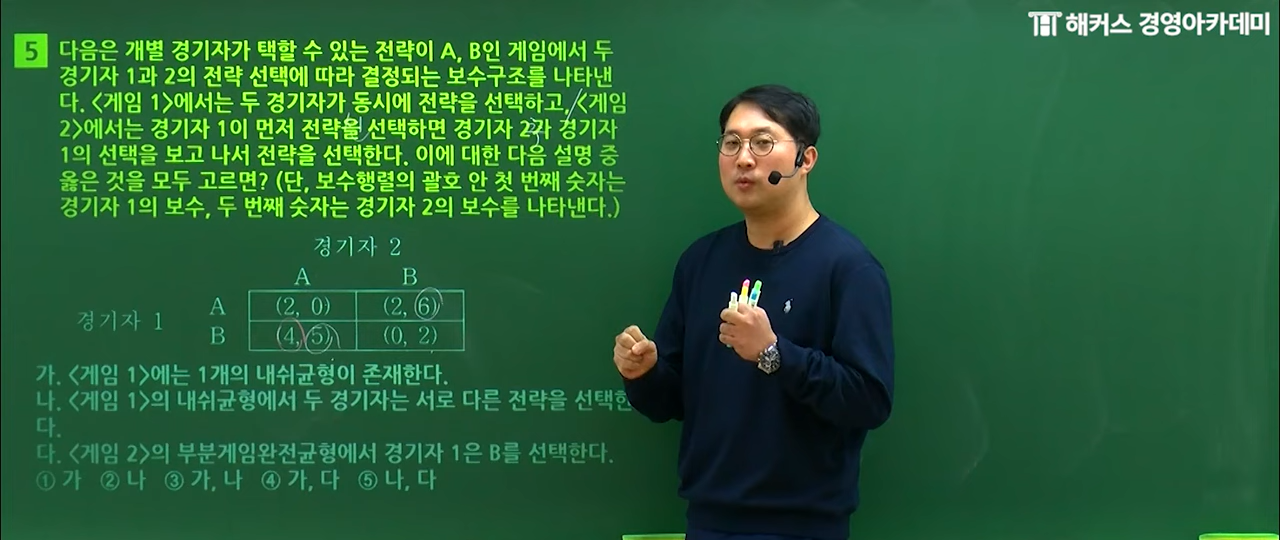 해커스 경영아카데미
5 다음은 개별 경기자가 택할 수 있는 전략이 A, B인 게임에서 두
경기자 1과 2의 전략 선택에 따라 결정되는 보수구조를 나타낸
다. <게임 1>에서는 두 경기자가 동시에 전략을 선택하고, <게임
2>에서는 경기자 1이 먼저 전략을 선택하면 경기자 2가 경기자
1의 선택을 보고 나서 전략을 선택한다. 이에 대한 다음 설명 중
옳은 것을 모두 고르면? (단, 보수행렬의 괄호 안 첫 번째 숫자는
경기자 1의 보수, 두 번째 숫자는 경기자 2의 보수를 나타낸다.)
경기자 2
A B
경기자 1
A (2, 0) (2, 6)
B (4, 5) (0, 2)
가. <게임 1>에는 1개의 내쉬균형이 존재한다.
나. <게임 1>의 내쉬균형에서 두 경기자는 서로 다른 전략을 선택한
다.
다. <게임 2>의 부분게임완전균형에서 경기자 1은 B를 선택한다.
① 가 ② 나 ③ 가, 나 ④ 가, 다 ⑤ 나, 다